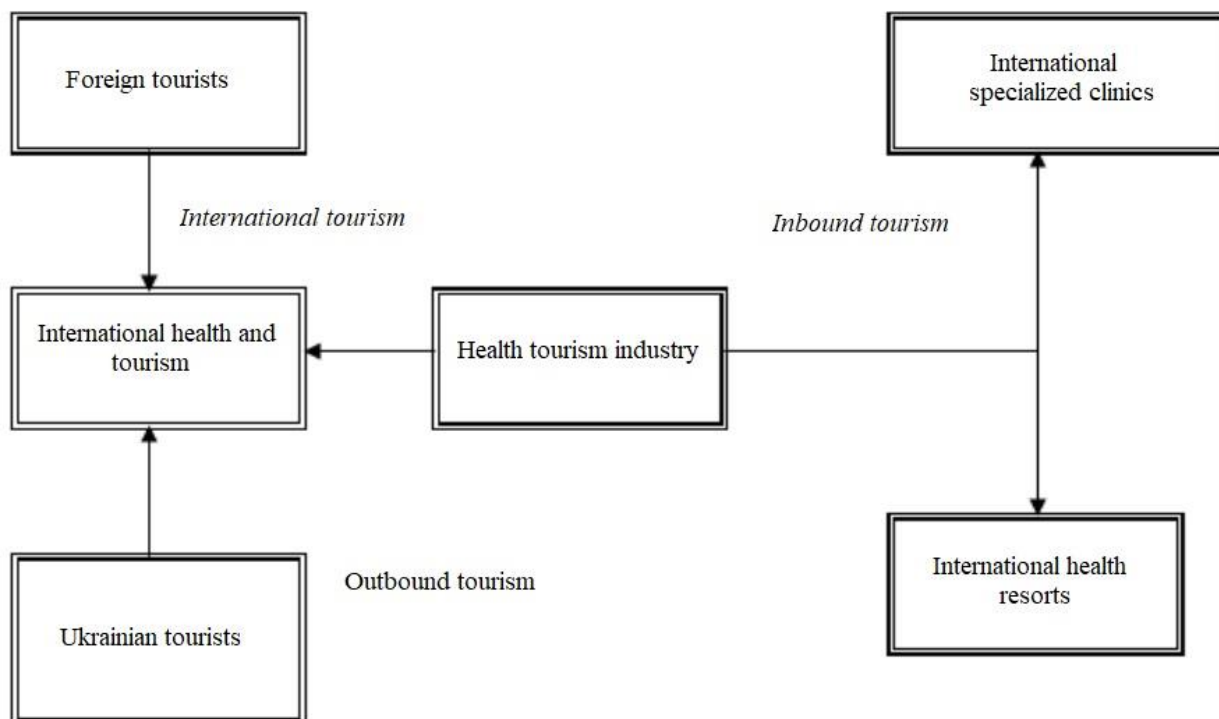 Foreign tourists
International
specialized clinics
International tourism
Inbound tourism
International health and
tourism
Health tourism industry
Outbound tourism
International health
resorts
Ukrainian tourists